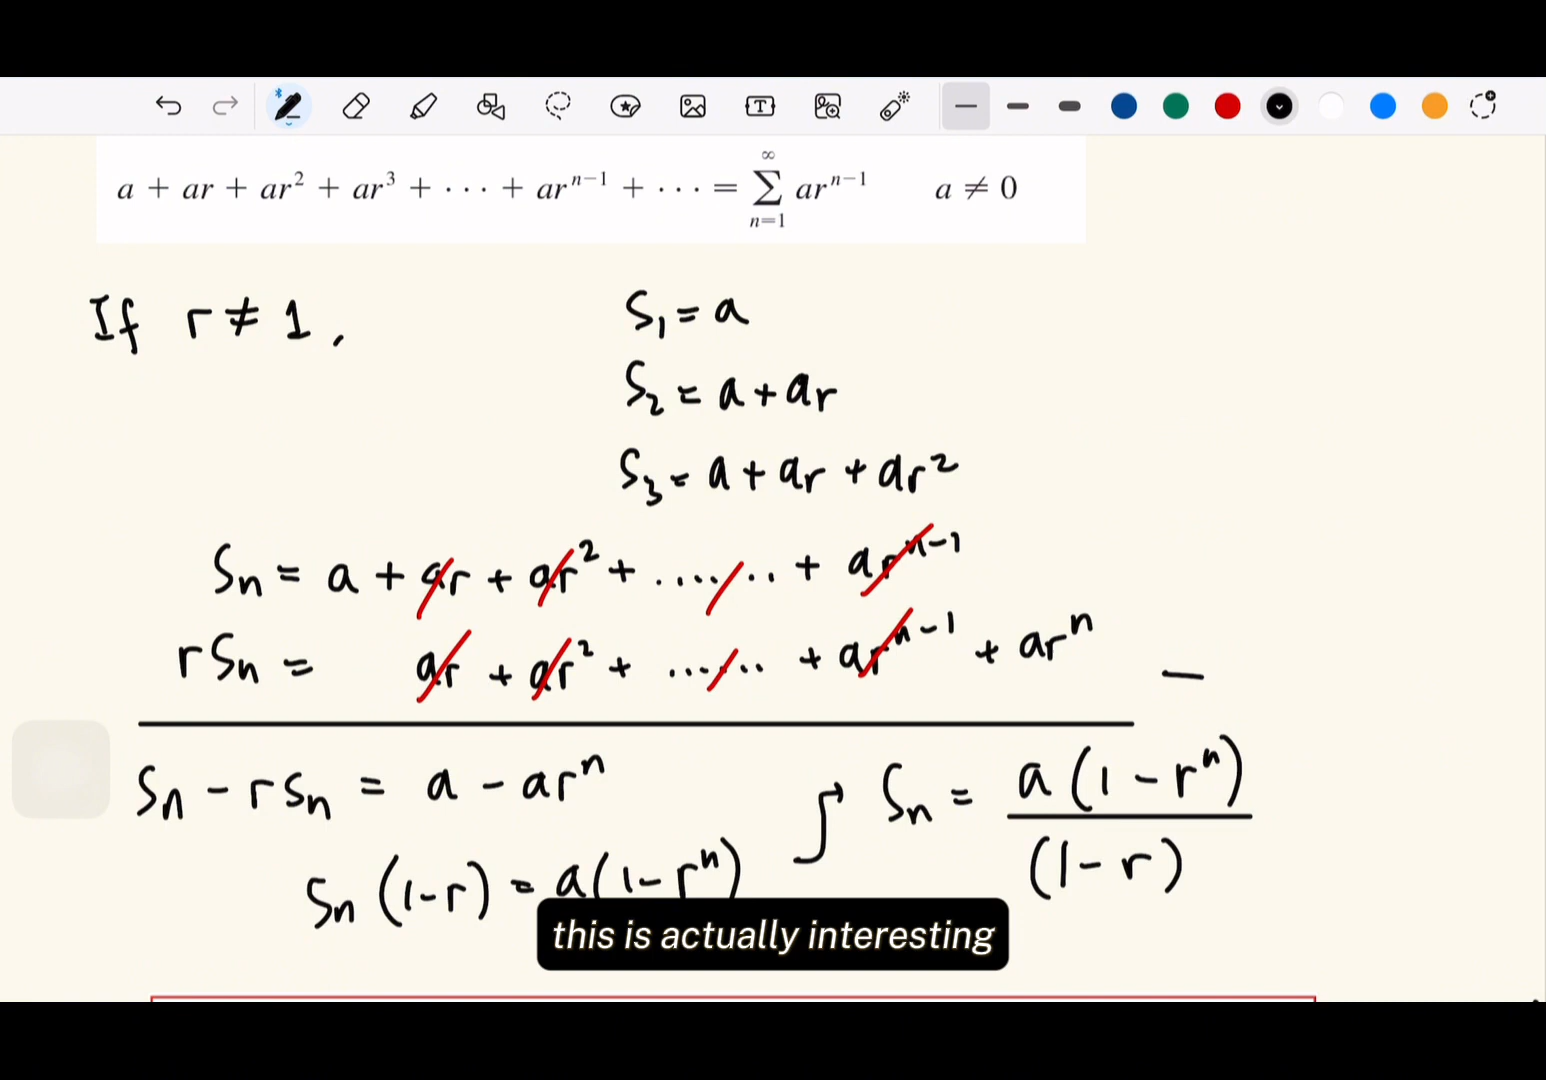 a + ar + ar² + ar³ + · · · + arⁿ⁻¹ + · · · = ∞∑n=1 arⁿ⁻¹ a ≠ 0
If r ≠ 1,
S₁ = a
S₂ = a + ar
S₃ = a + ar + ar²
Sn = a + ar + ar² + ....... + arⁿ⁻¹
rSn = ar + ar² + ....... + arⁿ⁻¹ + arⁿ —
Sn - rSn = a - arⁿ
Sn = a(1 - rⁿ) / (1 - r)
Sn (1-r) = a(1-rⁿ)
this is actually interesting